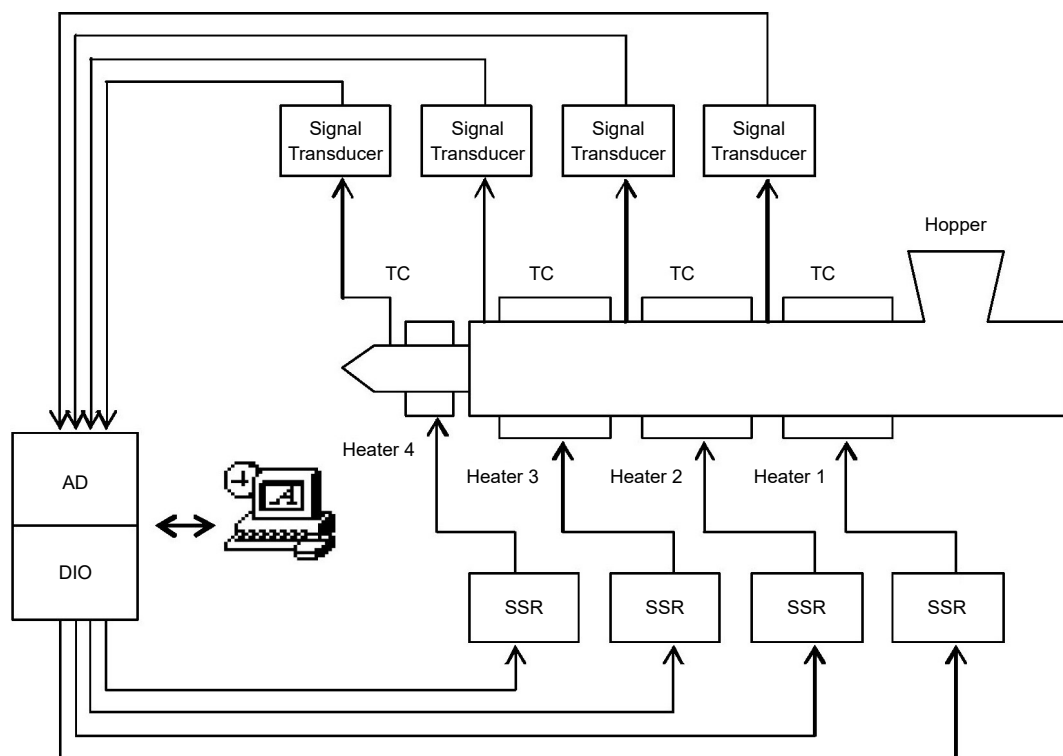 Signal
Transducer
Signal
Transducer
Signal
Transducer
Signal
Transducer
Hopper
TC
TC
TC
TC
Heater 4
Heater 3
Heater 2
Heater 1
AD
A
DIO
SSR
SSR
SSR
SSR